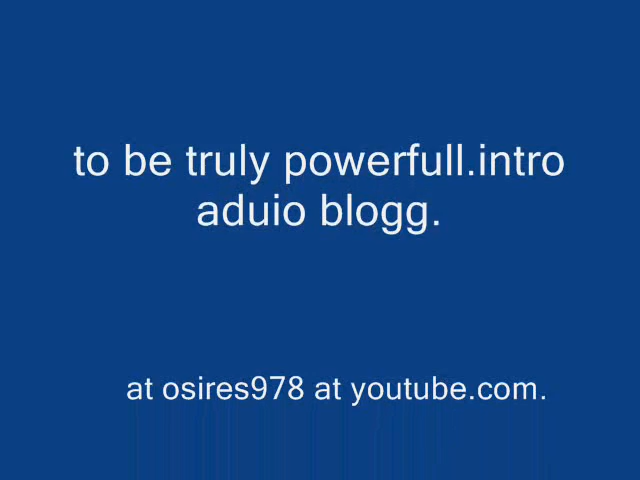 to be truly powerfull.intro
aduio blogg.
at osires978 at youtube.com.